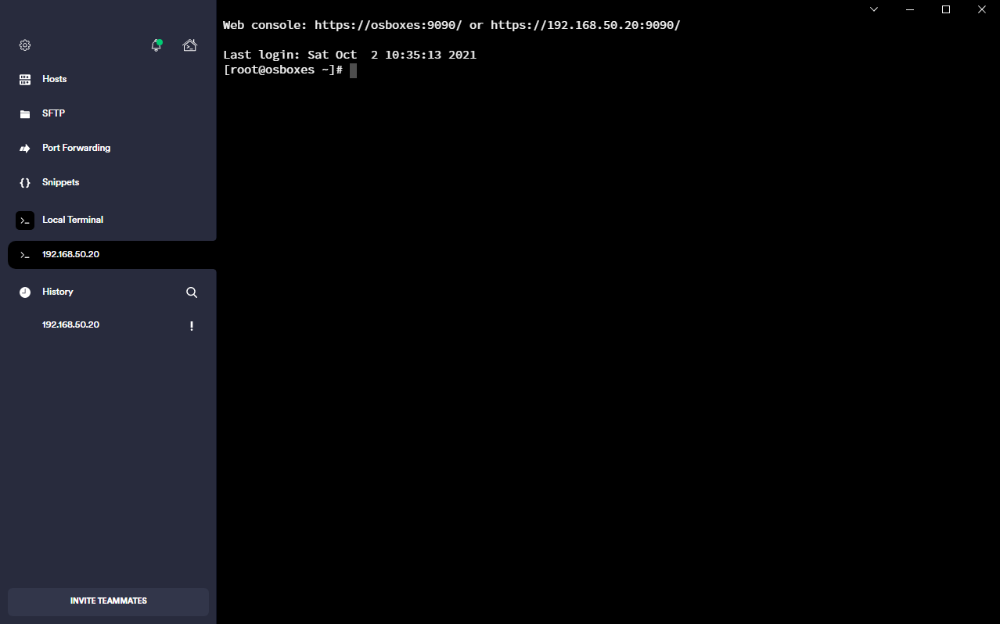 Hosts
SFTP
Port Forwarding
Snippets
Local Terminal
192.168.50.20
History
192.168.50.20
INVITE TEAMMATES
Web console: https://osboxes:9090/ or https://192.168.50.20:9090/
Last login: Sat Oct  2 10:35:13 2021
[root@osboxes ~]#